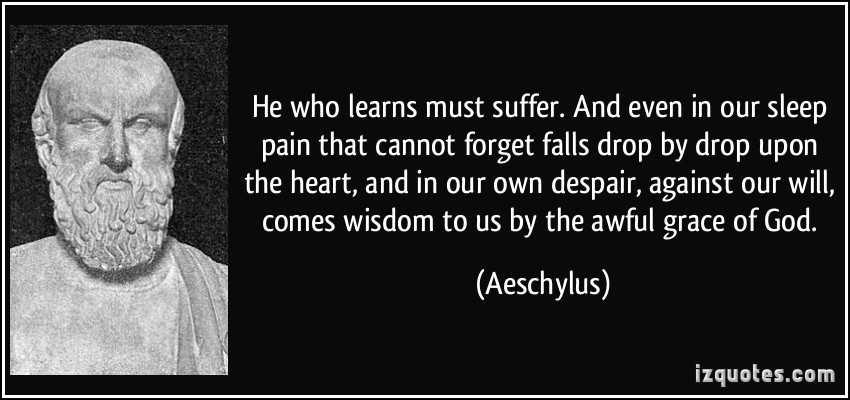 He who learns must suffer. And even in our sleep
pain that cannot forget falls drop by drop upon
the heart, and in our own despair, against our will,
comes wisdom to us by the awful grace of God.
(Aeschylus)
izquotes.com